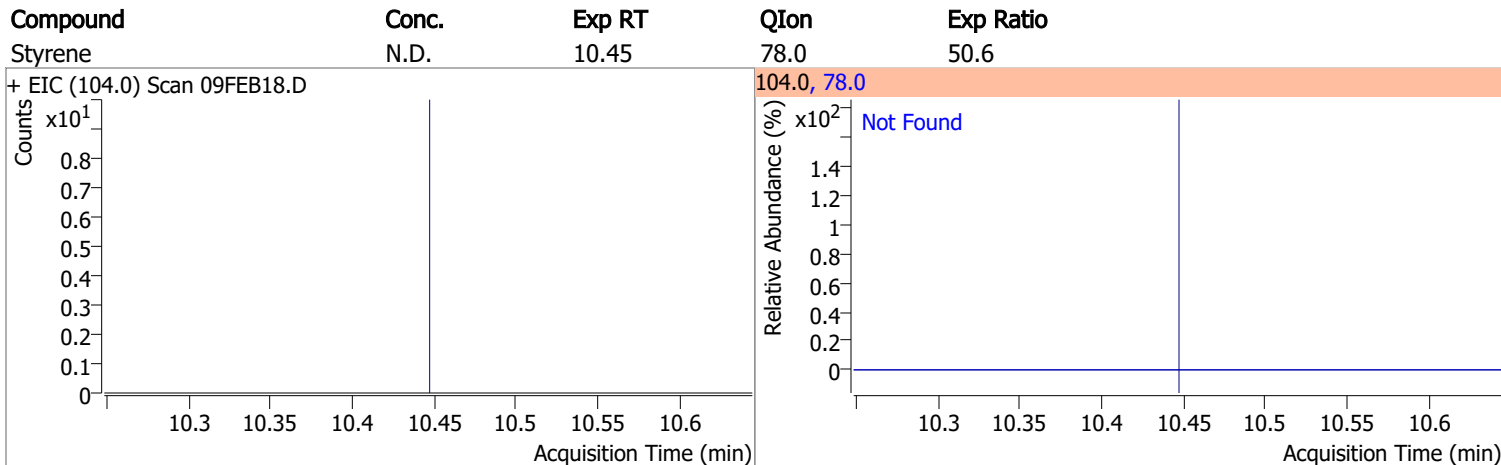 Compound Conc. Exp RT QIon Exp Ratio
Styrene N.D. 10.45 78.0 50.6
+ EIC (104.0) Scan 09FEB18.D
Counts
x10¹
0.8
0.7
0.6
0.5
0.4
0.3
0.2
0.1
0
10.3 10.35 10.4 10.45 10.5 10.55 10.6
Acquisition Time (min)
104.0, 78.0
Relative Abundance (%)
x10²
Not Found
1.4
1.2
1
0.8
0.6
0.4
0.2
0
10.3 10.35 10.4 10.45 10.5 10.55 10.6
Acquisition Time (min)